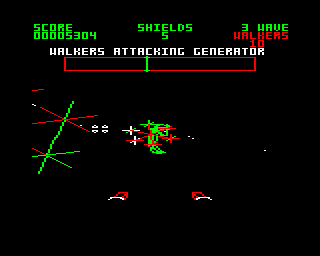 SCORE SHIELDS 3 WAVE
00005304 5 WALKERS
10
WALKERS ATTACKING GENERATOR